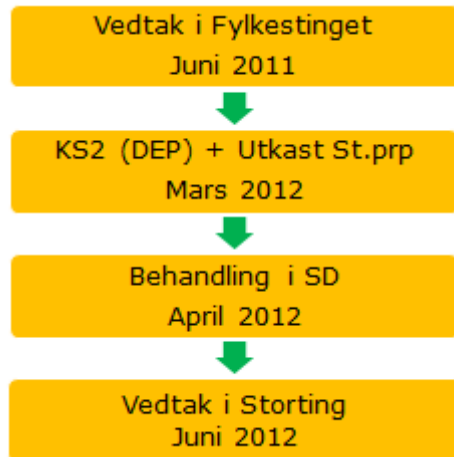 Vedtak i Fylkestinget
Juni 2011
KS2 (DEP) + Utkast St.prp
Mars 2012
Behandling i SD
April 2012
Vedtak i Storting
Juni 2012